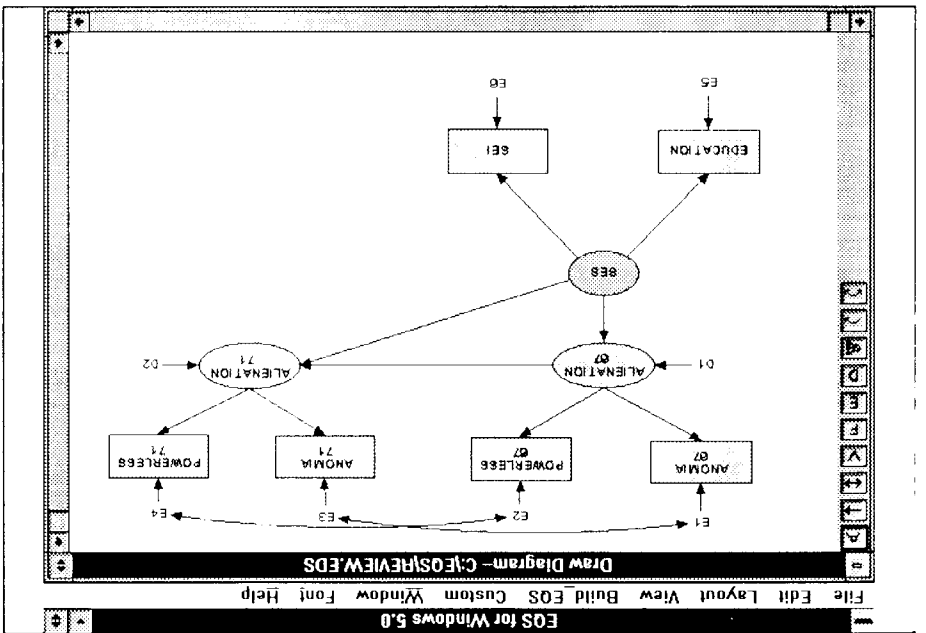 EQS for Windows 5.0
File Edit Layout View Build_EQS Custom Window Font Help
Draw Diagram – C:\EQS\REVIEW.EDS
A
V
F
E
D
E1 E2 E3 E4
ANOMIA
67
POWERLESS
67
ANOMIA
71
POWERLESS
71
D1
ALIENATION
67
ALIENATION
71
D2
SES
EDUCATION
SEI
E5
E6